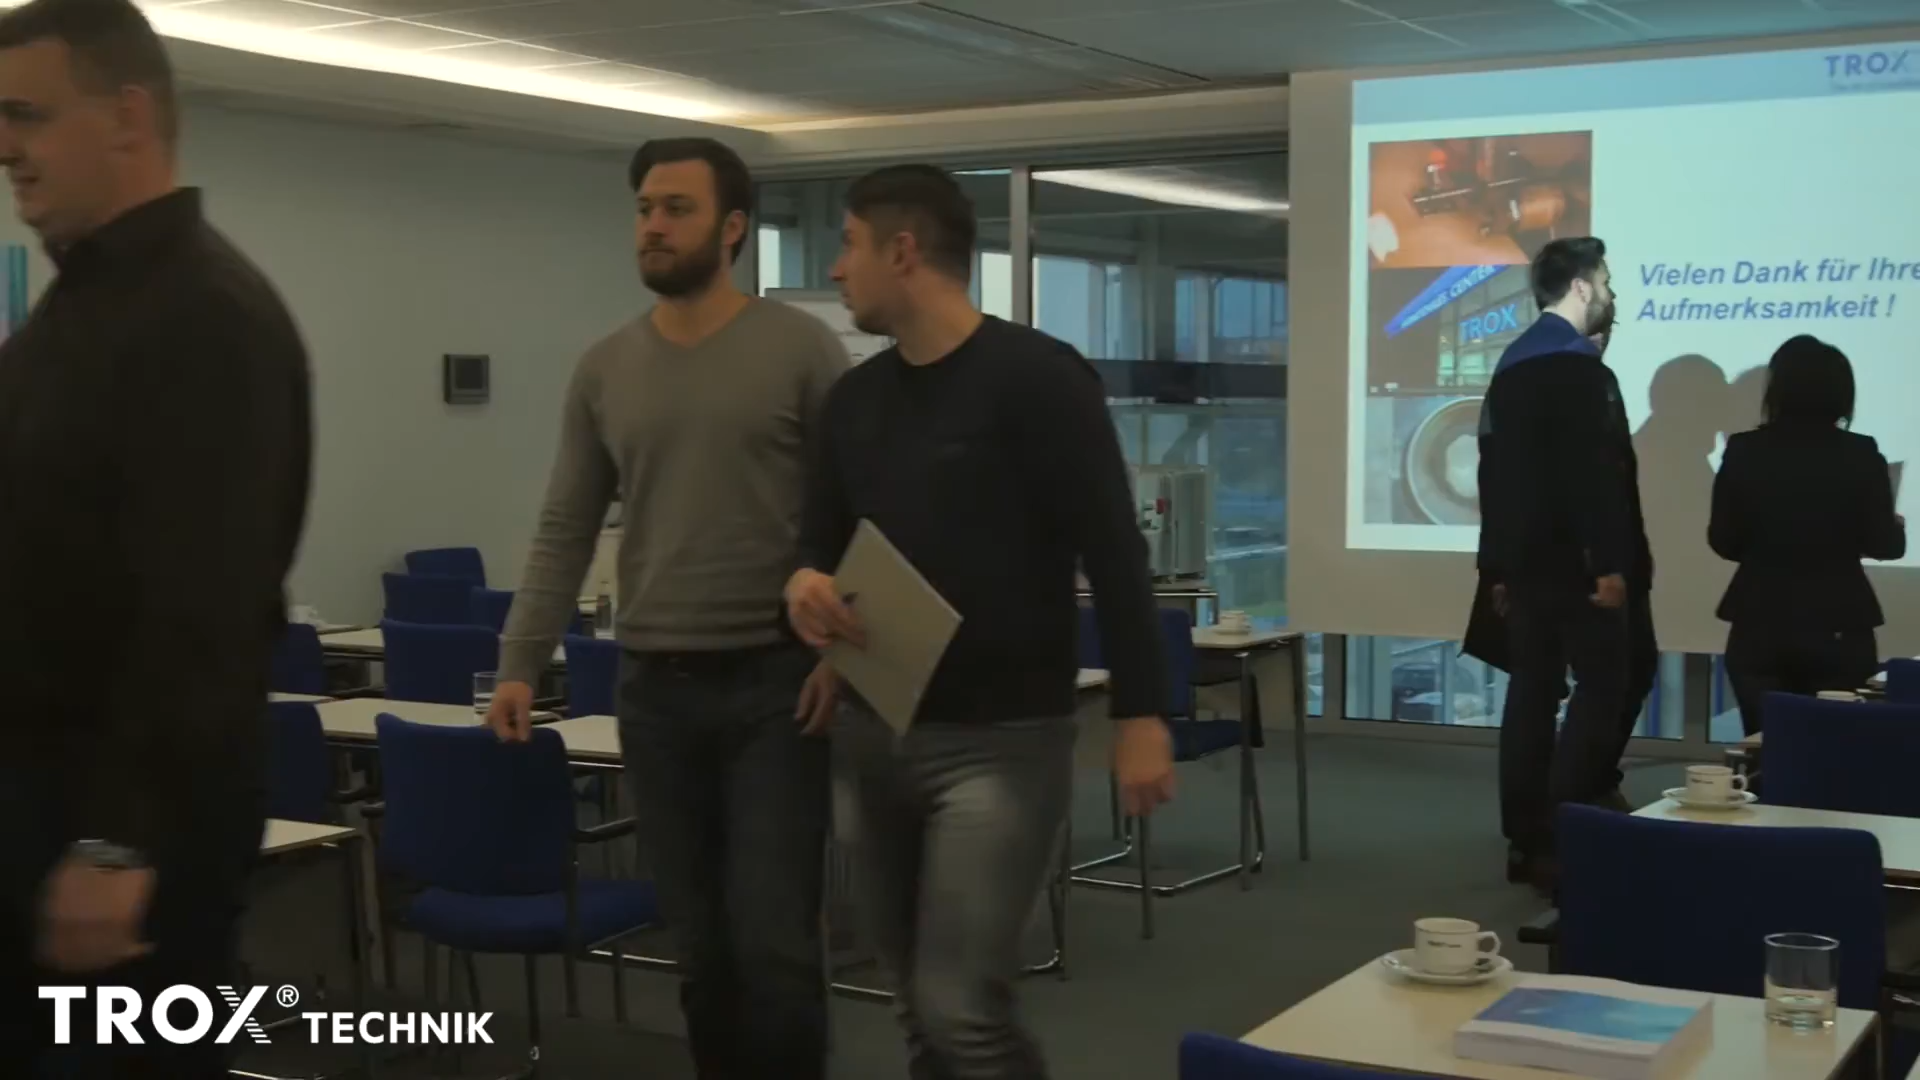 TROX
Vielen Dank für Ihre
Aufmerksamkeit !
TROX
TROX® TECHNIK